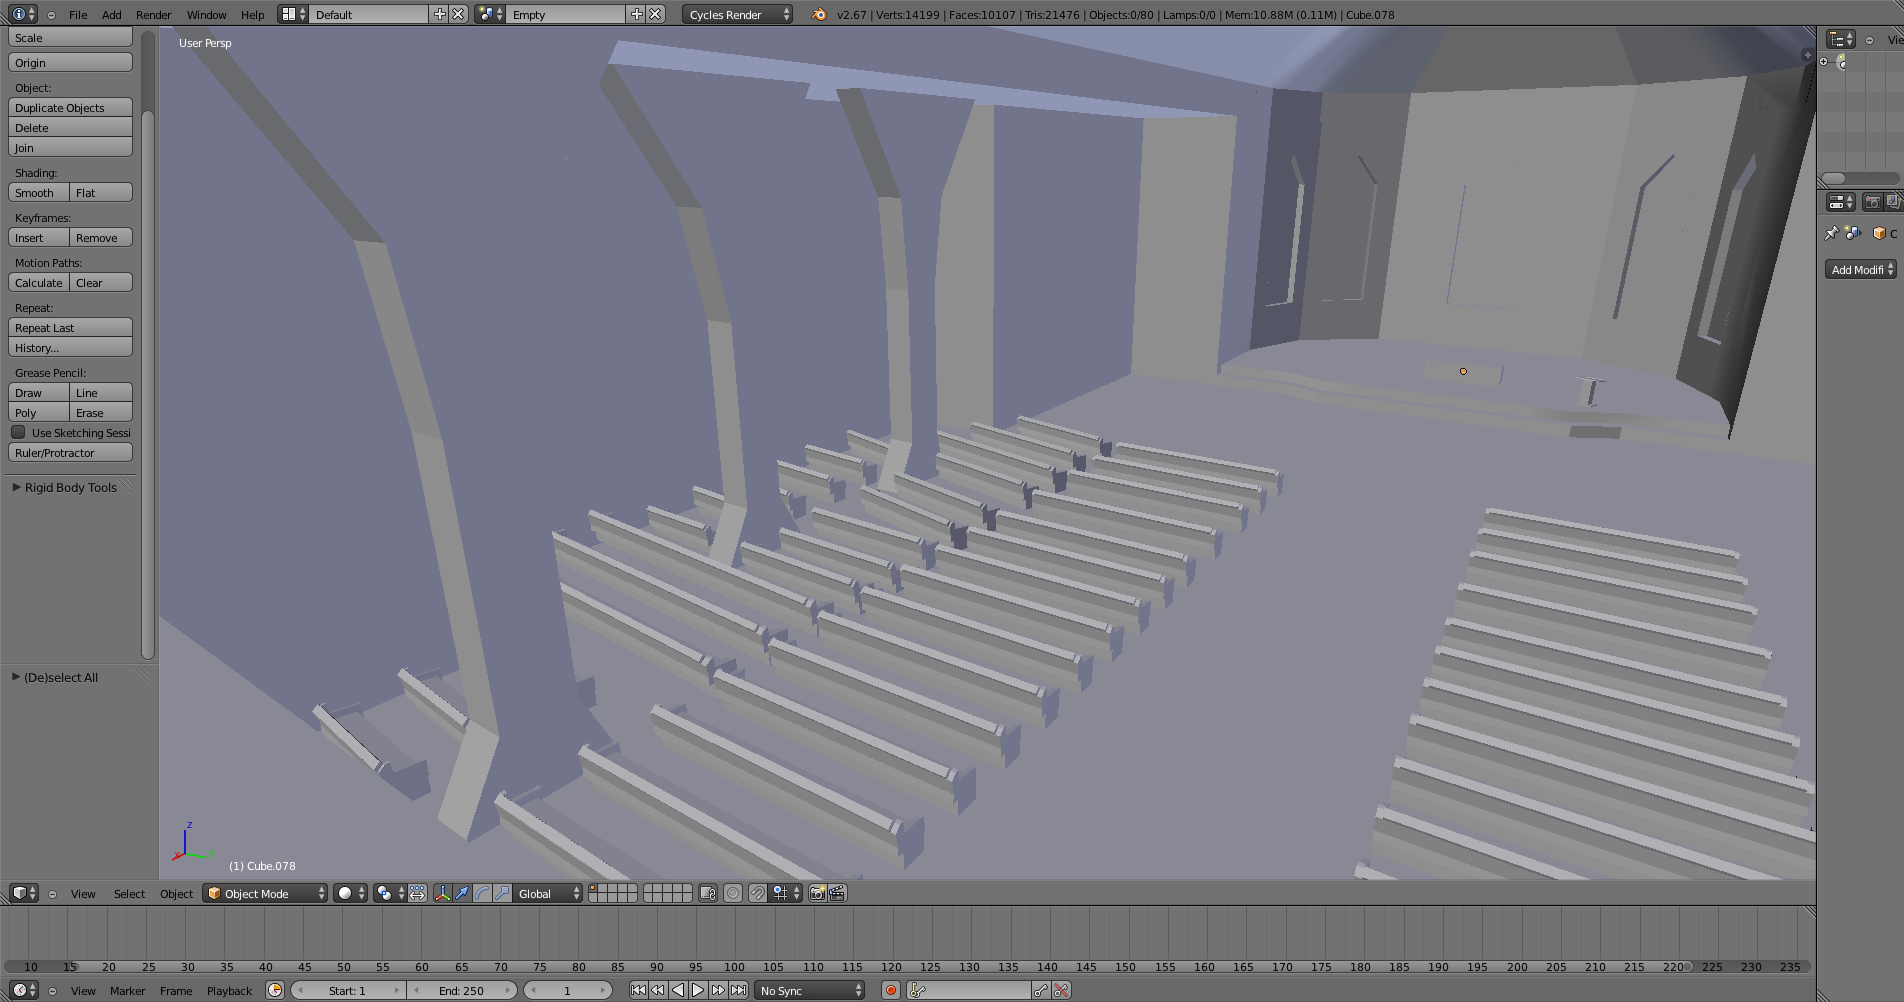 File Add Render Window Help Default Empty Cycles Render v2.67 | Verts:14199 | Faces:10107 | Tris:21476 | Objects:0/80 | Lamps:0/0 | Mem:10.88M (0.11M) | Cube.078
Scale
User Persp
Vie
Origin
Object:
Duplicate Objects
Delete
Join
Shading:
Smooth Flat
Keyframes:
Insert Remove
C
Motion Paths:
Add Modifi
Calculate Clear
Repeat:
Repeat Last
History...
Grease Pencil:
Draw Line
Poly Erase
Use Sketching Sessi
Ruler/Protractor
Rigid Body Tools
(De)select All
z
x Y
(1) Cube.078
View Select Object Object Mode Global
10 15 20 25 30 35 40 45 50 55 60 65 70 75 80 85 90 95 100 105 110 115 120 125 130 135 140 145 150 155 160 165 170 175 180 185 190 195 200 205 210 215 220 225 230 235
View Marker Frame Playback Start: 1 End: 250 1 No Sync